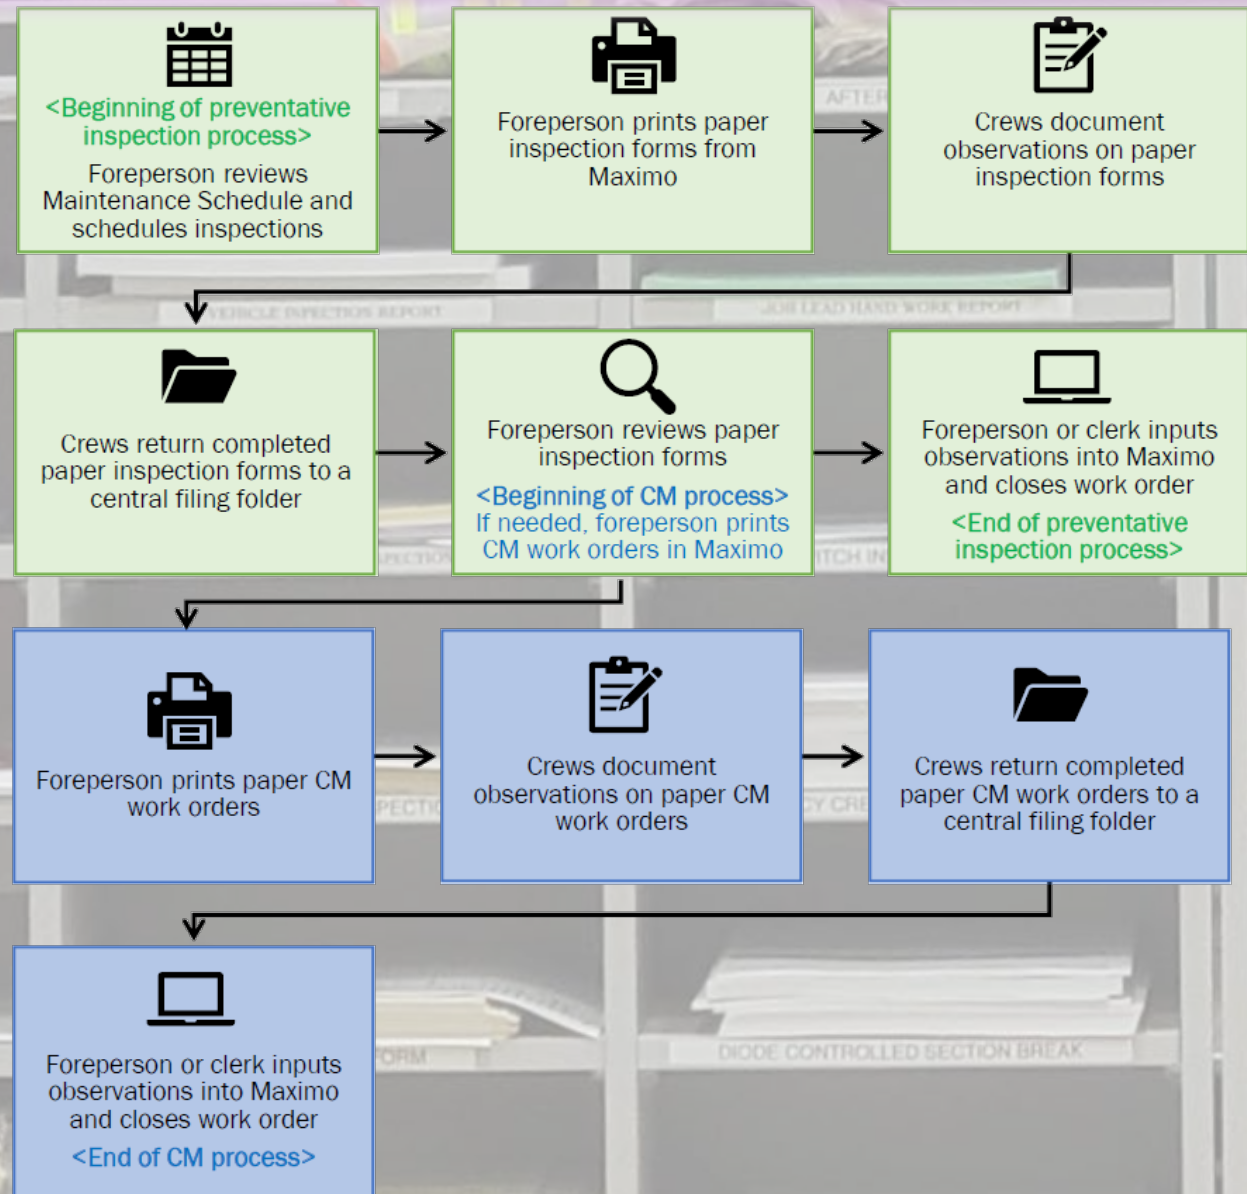 <Beginning of preventative
inspection process>
Foreperson reviews
Maintenance Schedule and
schedules inspections
Foreperson prints paper
inspection forms from
Maximo
Crews document
observations on paper
inspection forms
AFTER
VEHICLE INSPECTION REPORT
JOB LEAD HAND WORK REPORT
Crews return completed
paper inspection forms to a
central filing folder
Foreperson reviews paper
inspection forms
<Beginning of CM process>
If needed, foreperson prints
CM work orders in Maximo
Foreperson or clerk inputs
observations into Maximo
and closes work order
<End of preventative
inspection process>
Foreperson prints paper CM
work orders
Crews document
observations on paper CM
work orders
Crews return completed
paper CM work orders to a
central filing folder
Foreperson or clerk inputs
observations into Maximo
and closes work order
<End of CM process>
FORM
DIODE CONTROLLED SECTION BREAK